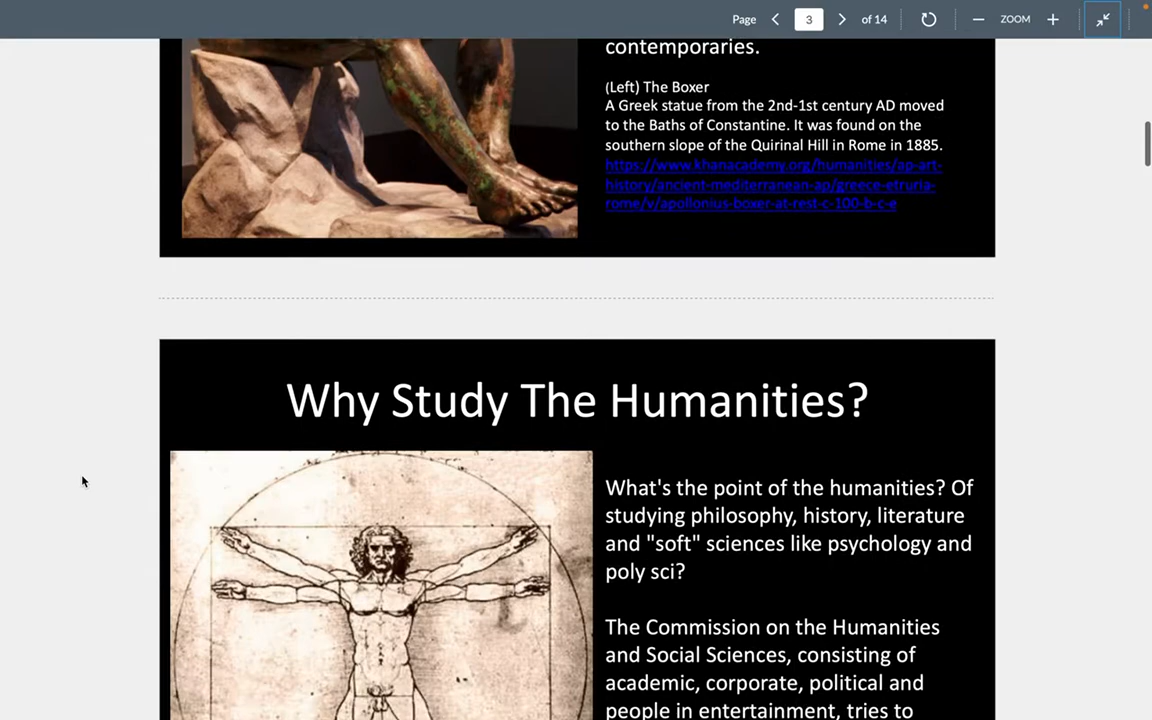 Page 3 of 14 ZOOM
contemporaries.
(Left) The Boxer
A Greek statue from the 2nd-1st century AD moved
to the Baths of Constantine. It was found on the
southern slope of the Quirinal Hill in Rome in 1885.
https://www.khanacademy.org/humanities/ap-art-
history/ancient-mediterranean-ap/greece-etruria-
rome/v/apollonius-boxer-at-rest-c-100-b-c-e
Why Study The Humanities?
What's the point of the humanities? Of
studying philosophy, history, literature
and "soft" sciences like psychology and
poly sci?
The Commission on the Humanities
and Social Sciences, consisting of
academic, corporate, political and
people in entertainment, tries to